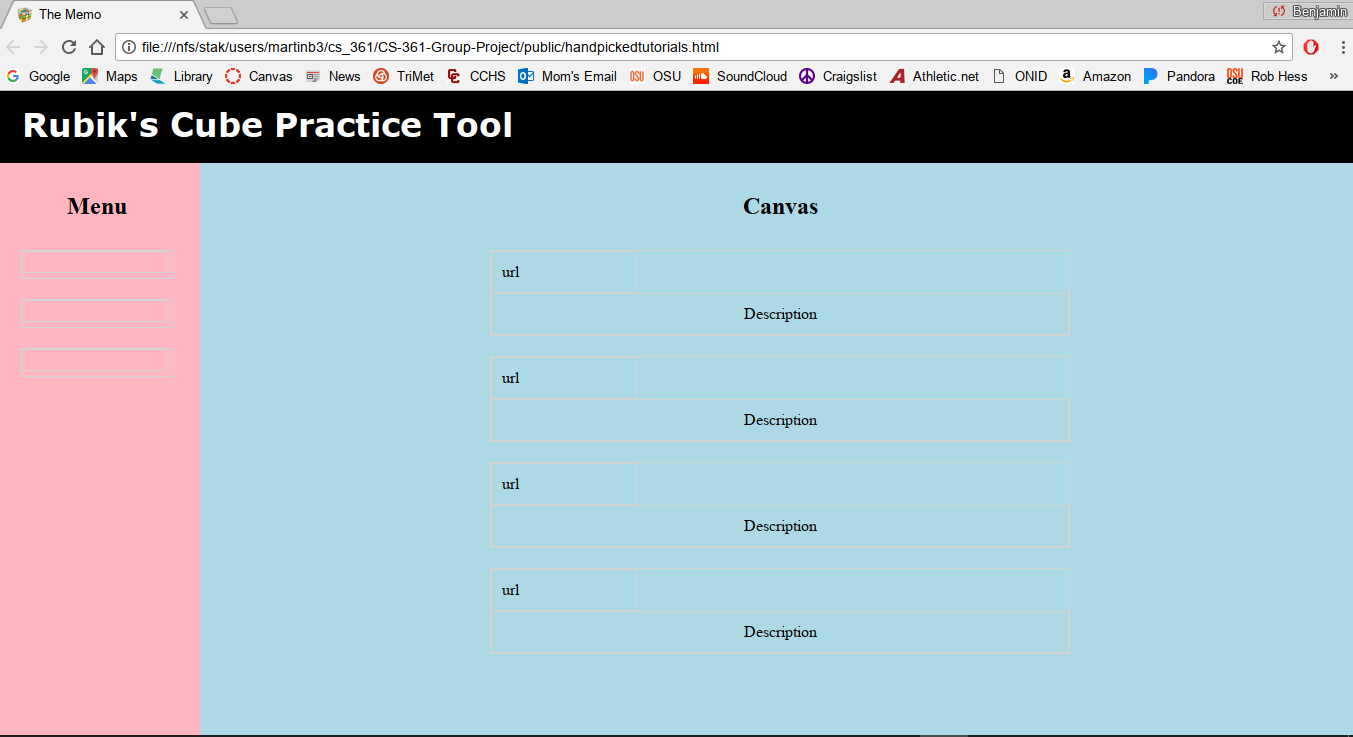 The Memo
Benjamin
file:///nfs/stak/users/martinb3/cs_361/CS-361-Group-Project/public/handpickedtutorials.html
Google Maps Library Canvas News TriMet CCHS Mom's Email OSU SoundCloud Craigslist Athletic.net ONID Amazon Pandora Rob Hess »
Rubik's Cube Practice Tool
Menu
Canvas
url
Description
url
Description
url
Description
url
Description